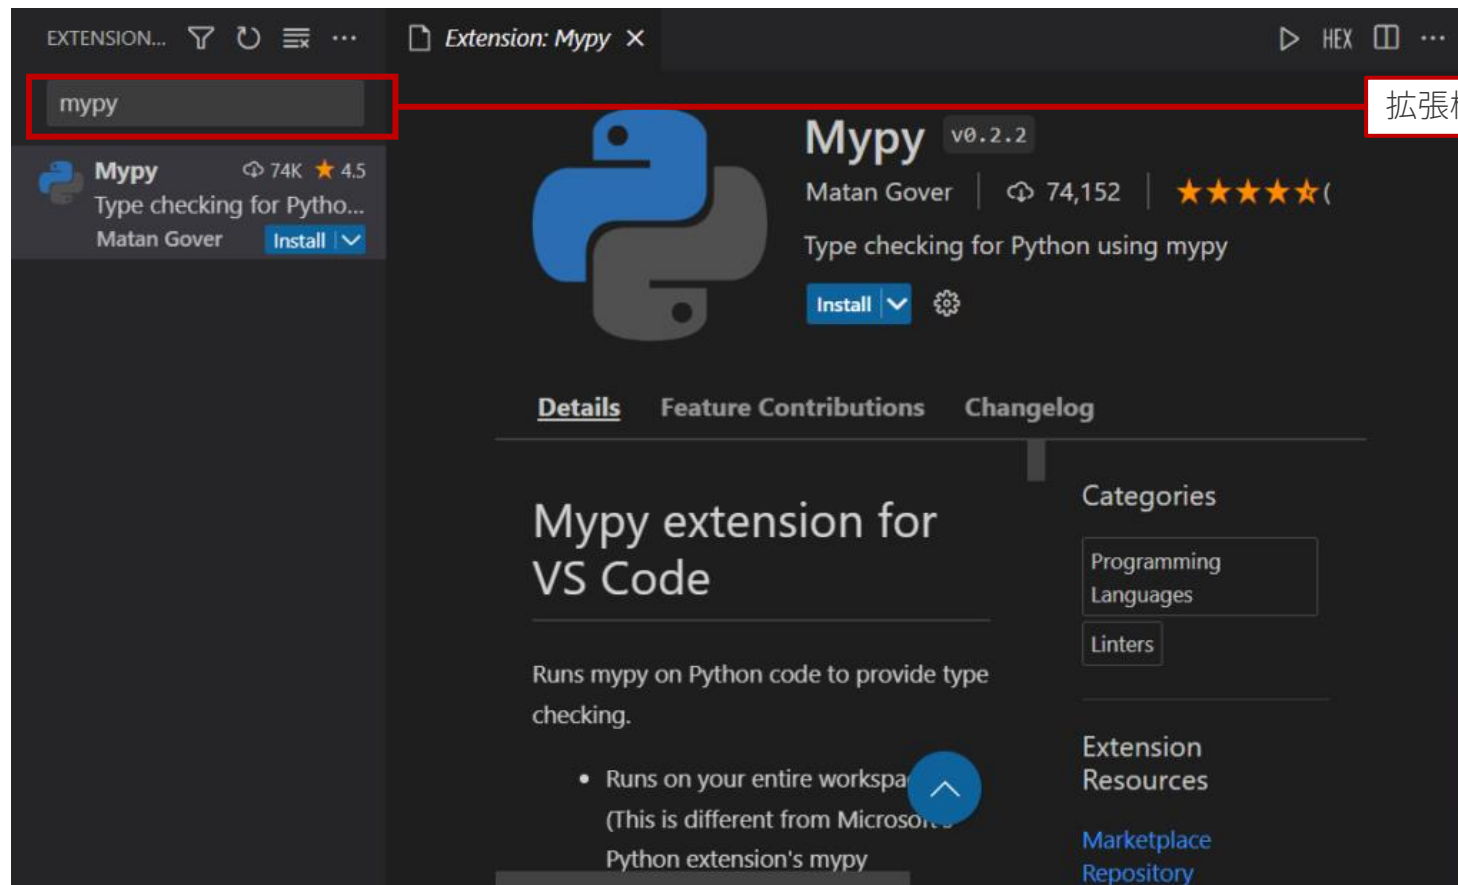 EXTENSION...
Extension: Mypy
HEX
mypy
拡張
Mypy 74K 4.5
Type checking for Pytho...
Matan Gover Install
Mypy v0.2.2
Matan Gover 74,152 (
Type checking for Python using mypy
Install
Details Feature Contributions Changelog
Mypy extension for
VS Code
Runs mypy on Python code to provide type
checking.
• Runs on your entire workspa
(This is different from Microsoft's
Python extension's mypy
Categories
Programming
Languages
Linters
Extension
Resources
Marketplace
Repository